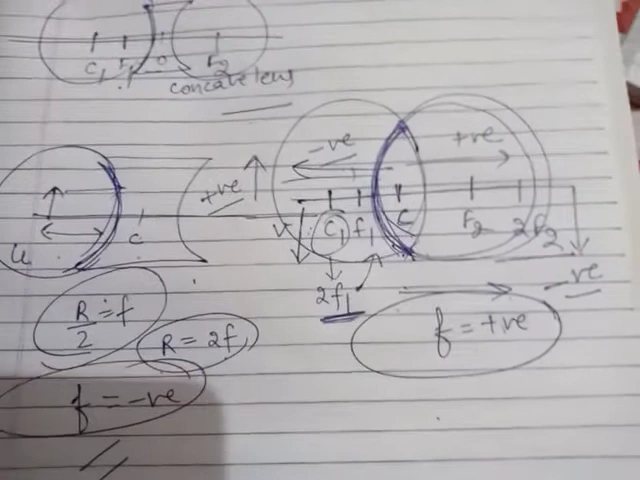 C₁ F₁ O F₂
concave lens
-ve +ve
+ve
C₁ f₁ C F₂ 2F₂
u C
2f₁
-ve
R/2 = f
R = 2f
f = +ve
f = -ve